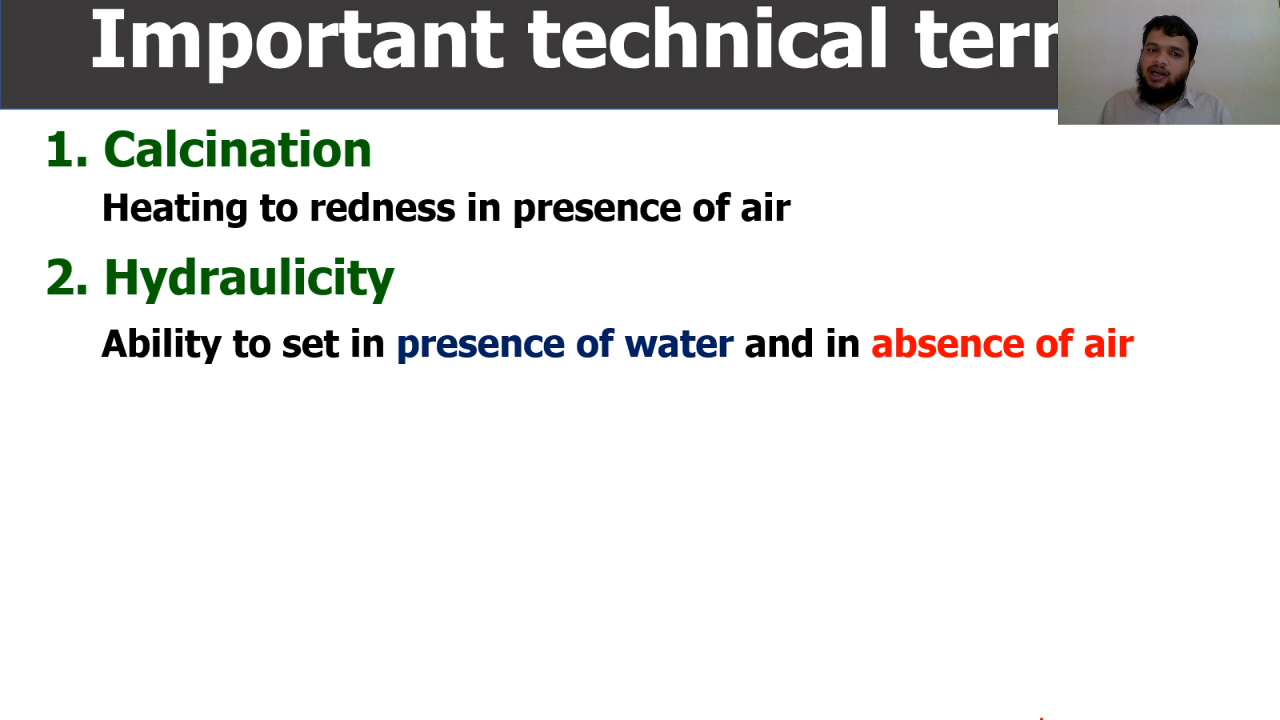 Important technical
1. Calcination
Heating to redness in presence of air
2. Hydraulicity
Ability to set in presence of water and in absence of air